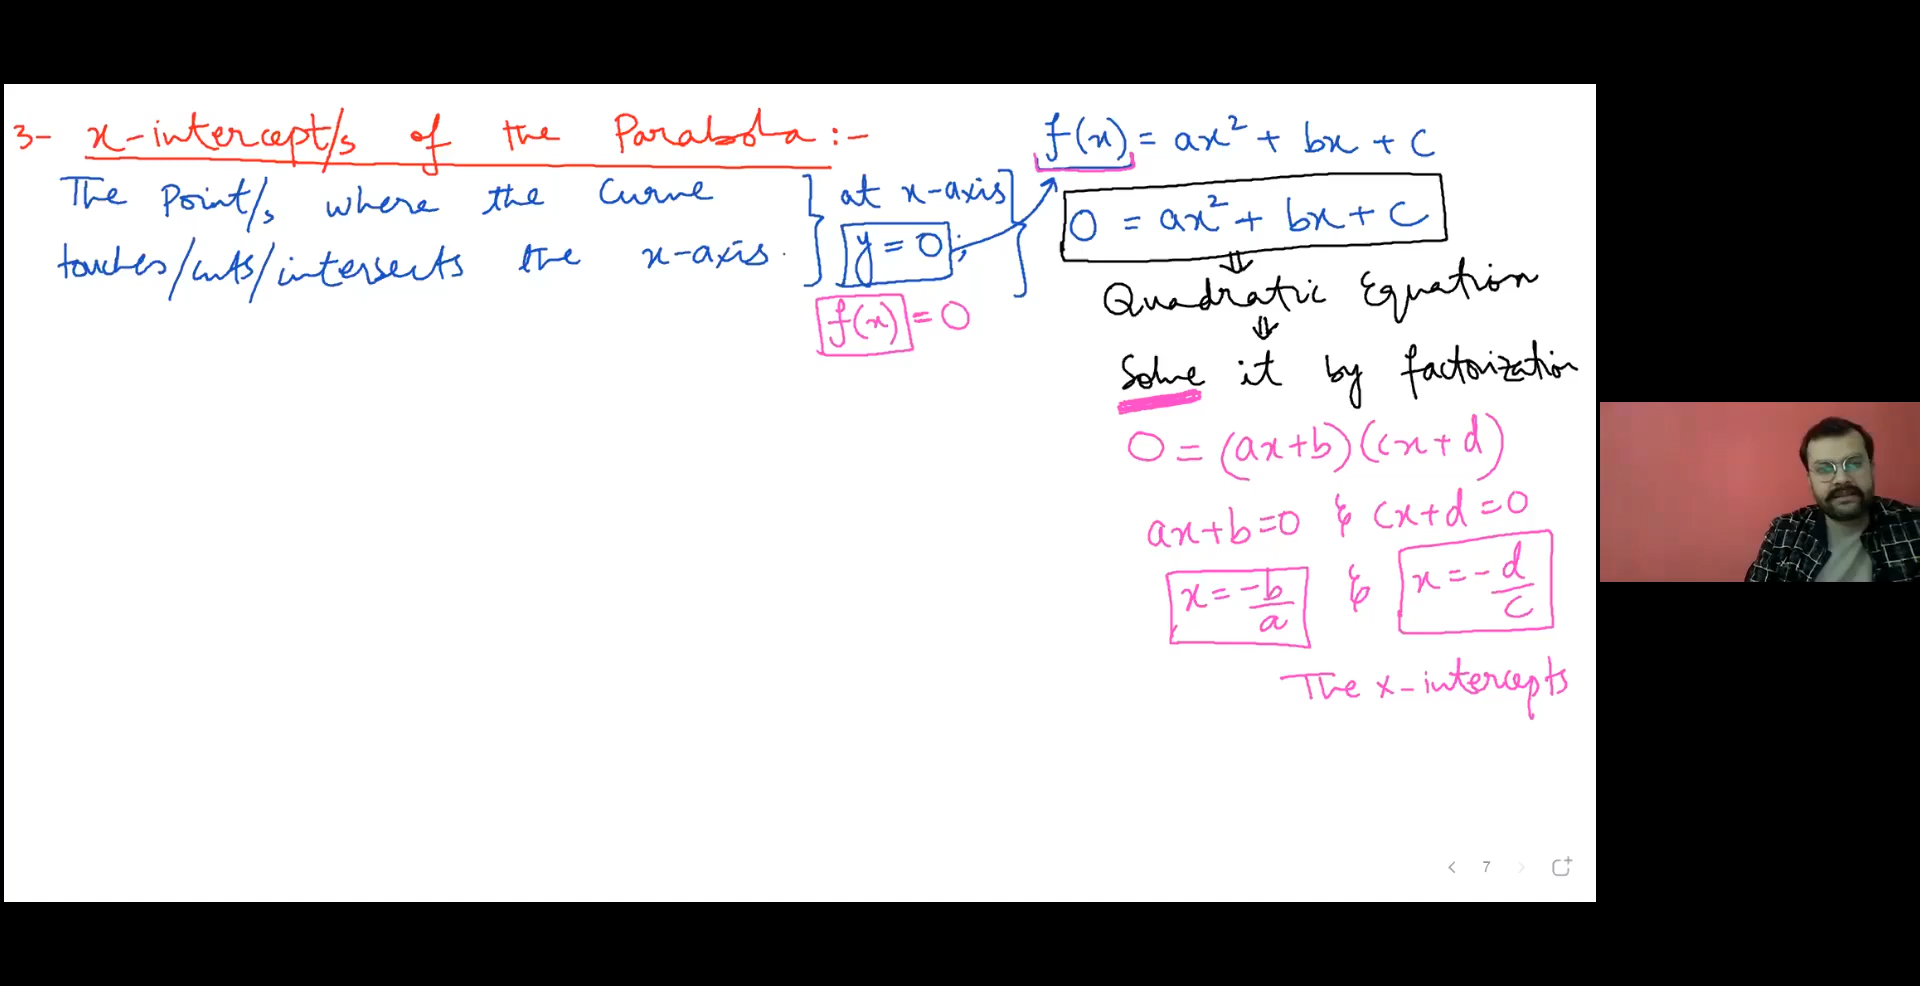 3- x-intercept/s of the Parabola :-
The Point/s where the Curve
touches/cuts/intersects the x-axis.
at x-axis
y = 0;
f(x) = 0
f(x) = ax² + bx + c
0 = ax² + bx + c
⇓
Quadratic Equation
⇓
Solve it by factorization
0 = (ax+b)(cx+d)
ax+b=0 & cx+d=0
x = -b/a & x = -d/c
The x-intercepts
< 7 >